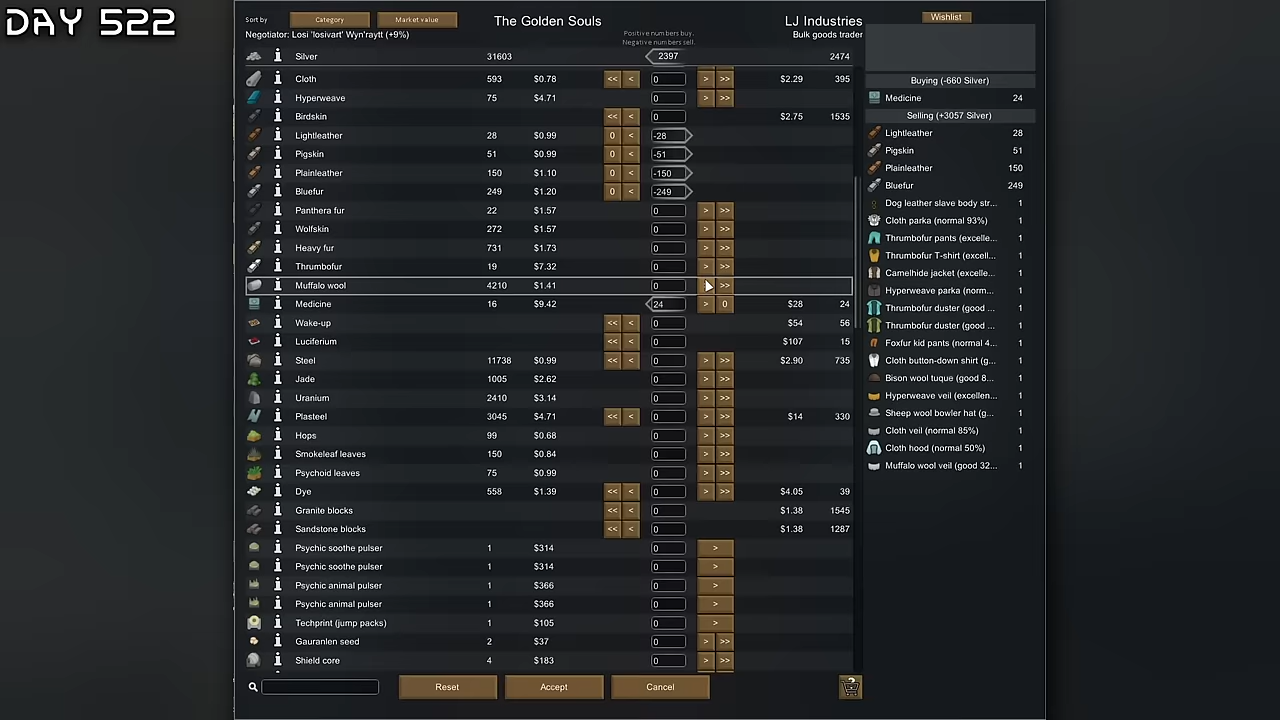 DAY 522
Sort by Category Market value The Golden Souls LJ Industries Wishlist
Negotiator: Losi 'losivart' Wyn'raytt (+9%) Positive numbers buy. Bulk goods trader
Negative numbers sell.
Silver 31603 2397 2474
Cloth 593 $0.78 << < 0 > >> $2.29 395
Hyperweave 75 $4.71 0 > >>
Birdskin << < 0 $2.75 1535
Lightleather 28 $0.99 0 < -28
Pigskin 51 $0.99 0 < -51
Plainleather 150 $1.10 0 < -150
Bluefur 249 $1.20 0 < -249
Panthera fur 22 $1.57 0 > >>
Wolfskin 272 $1.57 0 > >>
Heavy fur 731 $1.73 0 > >>
Thrumbofur 19 $7.32 0 > >>
Muffalo wool 4210 $1.41 0 >>
Medicine 16 $9.42 24 > 0 $28 24
Wake-up << < 0 $54 56
Luciferium << < 0 $107 15
Steel 11738 $0.99 << < 0 > >> $2.90 735
Jade 1005 $2.62 0 > >>
Uranium 2410 $3.14 0 > >>
Plasteel 3045 $4.71 << < 0 > >> $14 330
Hops 99 $0.68 0 > >>
Smokeleaf leaves 150 $0.84 0 > >>
Psychoid leaves 75 $0.99 0 > >>
Dye 558 $1.39 << < 0 > >> $4.05 39
Granite blocks << < 0 $1.38 1545
Sandstone blocks << < 0 $1.38 1287
Psychic soothe pulser 1 $314 0 >
Psychic soothe pulser 1 $314 0 >
Psychic animal pulser 1 $366 0 >
Psychic animal pulser 1 $366 0 >
Techprint (jump packs) 1 $105 0 >
Gauranlen seed 2 $37 0 > >>
Shield core 4 $183 0 > >>
Reset Accept Cancel
Buying (-660 Silver)
Medicine 24
Selling (+3057 Silver)
Lightleather 28
Pigskin 51
Plainleather 150
Bluefur 249
Dog leather slave body str... 1
Cloth parka (normal 93%) 1
Thrumbofur pants (excelle... 1
Thrumbofur T-shirt (excell... 1
Camelhide jacket (excelle... 1
Hyperweave parka (norm... 1
Thrumbofur duster (good ... 1
Thrumbofur duster (good ... 1
Foxfur kid pants (normal 4... 1
Cloth button-down shirt (g... 1
Bison wool tuque (good 8... 1
Hyperweave veil (excellen... 1
Sheep wool bowler hat (g... 1
Cloth veil (normal 85%) 1
Cloth hood (normal 50%) 1
Muffalo wool veil (good 32... 1